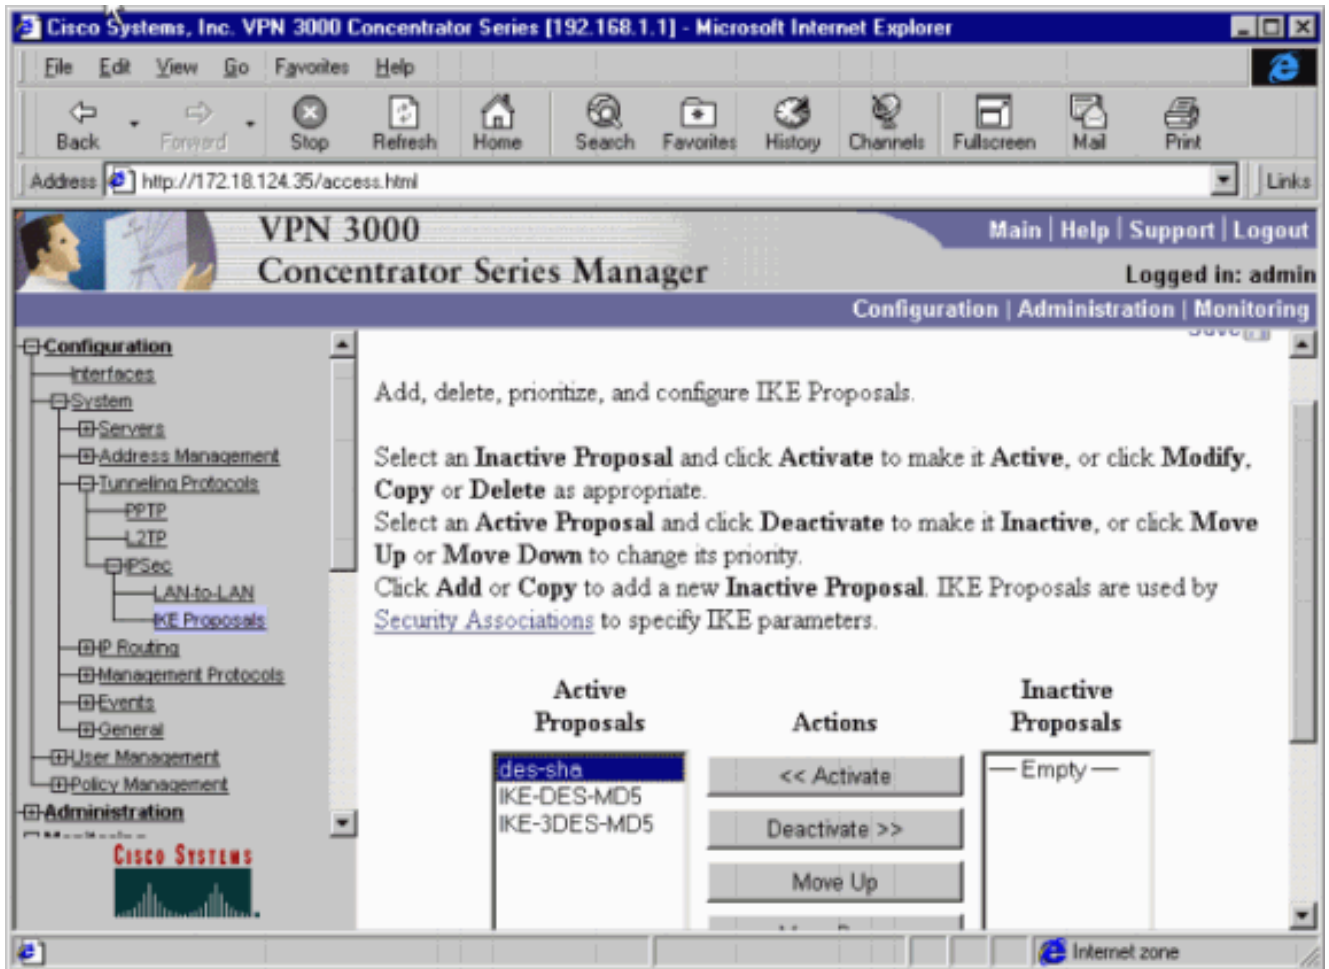 Cisco Systems, Inc. VPN 3000 Concentrator Series [192.168.1.1] - Microsoft Internet Explorer
File Edit View Go Favorites Help
Back Forward Stop Refresh Home Search Favorites History Channels Fullscreen Mail Print
Address http://172.18.124.35/access.html Links
VPN 3000
Concentrator Series Manager
Main | Help | Support | Logout
Logged in: admin
Configuration | Administration | Monitoring
Configuration
Interfaces
System
Servers
Address Management
Tunneling Protocols
PPTP
L2TP
IPSec
LAN-to-LAN
IKE Proposals
IP Routing
Management Protocols
Events
General
User Management
Policy Management
Administration
Monitoring
CISCO SYSTEMS
Save
Add, delete, prioritize, and configure IKE Proposals.
Select an Inactive Proposal and click Activate to make it Active, or click Modify,
Copy or Delete as appropriate.
Select an Active Proposal and click Deactivate to make it Inactive, or click Move
Up or Move Down to change its priority.
Click Add or Copy to add a new Inactive Proposal. IKE Proposals are used by
Security Associations to specify IKE parameters.
Active
Proposals
Actions
Inactive
Proposals
des-sha
IKE-DES-MD5
IKE-3DES-MD5
<< Activate
Deactivate >>
Move Up
— Empty —
Internet zone